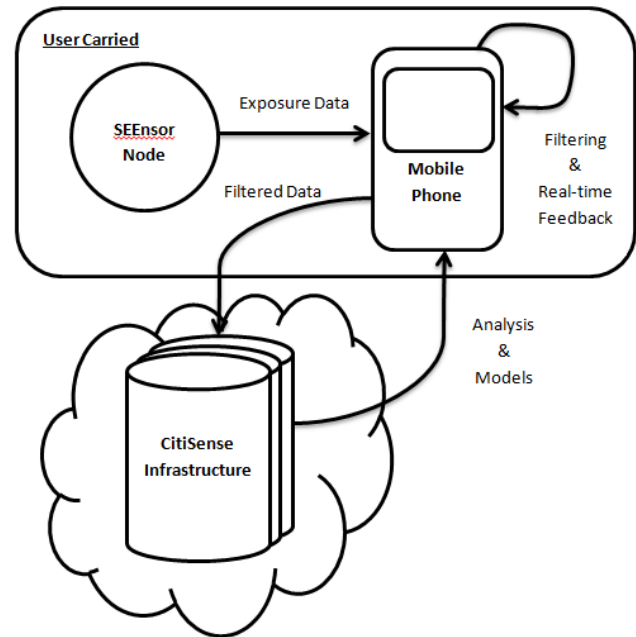 User Carried
SEEnsor
Node
Exposure Data
Filtered Data
Mobile
Phone
Filtering
&
Real-time
Feedback
Analysis
&
Models
CitiSense
Infrastructure